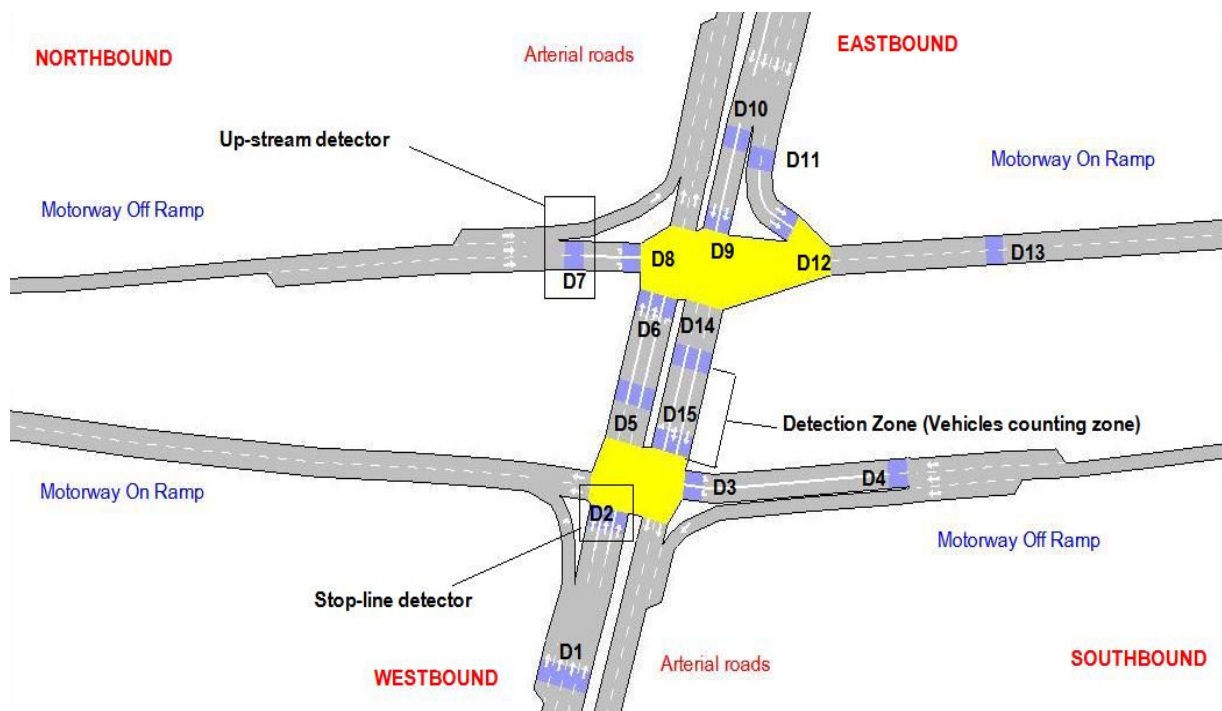 NORTHBOUND
Arterial roads
EASTBOUND
D10
Up-stream detector
D11
Motorway On Ramp
Motorway Off Ramp
D8
D9
D12
D13
D7
D6
D14
D5
D15
Detection Zone (Vehicles counting zone)
Motorway On Ramp
D3
D4
D2
Motorway Off Ramp
Stop-line detector
D1
Arterial roads
SOUTHBOUND
WESTBOUND